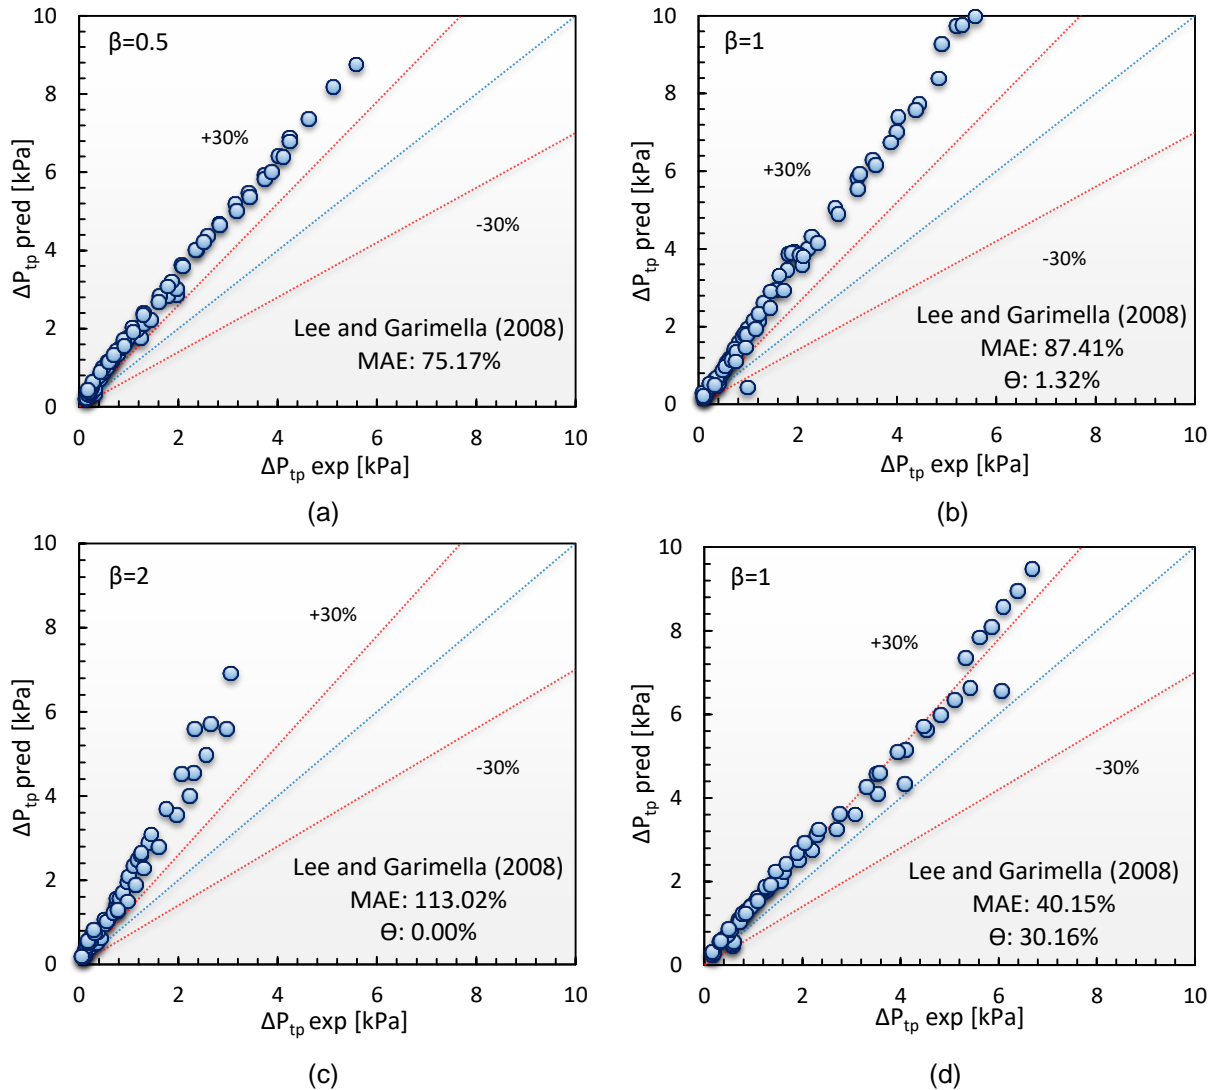 β=0.5
10
8
6
4
2
0
ΔPtp pred [kPa]
+30%
-30%
Lee and Garimella (2008)
MAE: 75.17%
0 2 4 6 8 10
ΔPtp exp [kPa]
(a)
β=1
10
8
6
4
2
0
ΔPtp pred [kPa]
+30%
-30%
Lee and Garimella (2008)
MAE: 87.41%
Ɵ: 1.32%
0 2 4 6 8 10
ΔPtp exp [kPa]
(b)
β=2
10
8
6
4
2
0
ΔPtp pred [kPa]
+30%
-30%
Lee and Garimella (2008)
MAE: 113.02%
Ɵ: 0.00%
0 2 4 6 8 10
ΔPtp exp [kPa]
(c)
β=1
10
8
6
4
2
0
ΔPtp pred [kPa]
+30%
-30%
Lee and Garimella (2008)
MAE: 40.15%
Ɵ: 30.16%
0 2 4 6 8 10
ΔPtp exp [kPa]
(d)